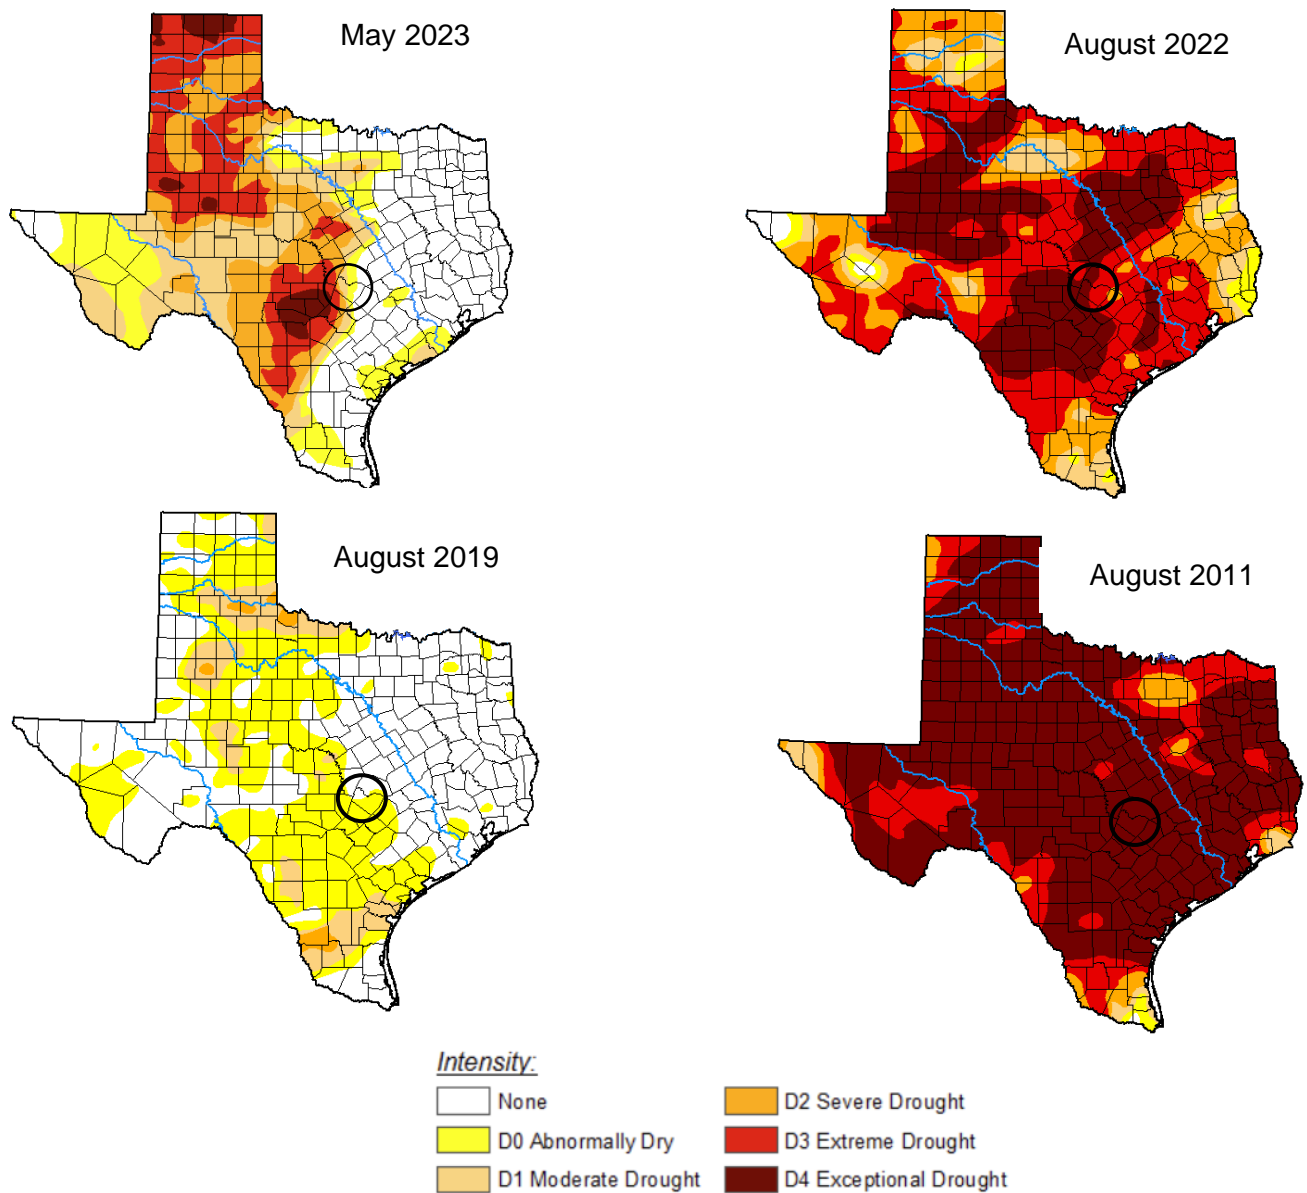 May 2023
August 2022
August 2019
August 2011
Intensity:
None
D0 Abnormally Dry
D1 Moderate Drought
D2 Severe Drought
D3 Extreme Drought
D4 Exceptional Drought